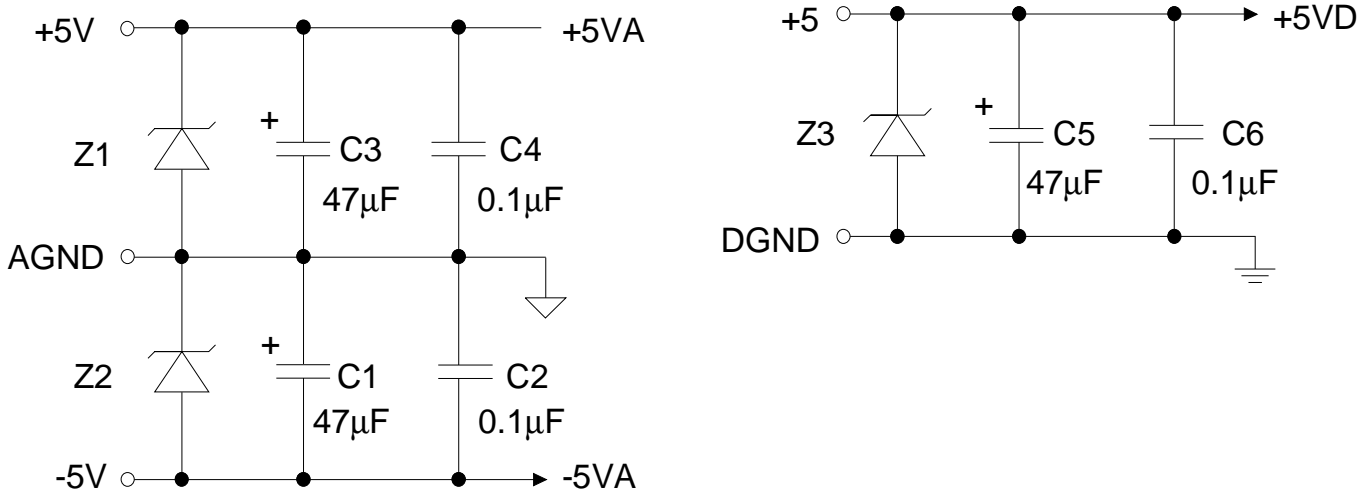 +5V
+5VA
+
Z1
C3
47µF
C4
0.1µF
AGND
+
Z2
C1
47µF
C2
0.1µF
-5V
-5VA
+5
+5VD
+
Z3
C5
47µF
C6
0.1µF
DGND